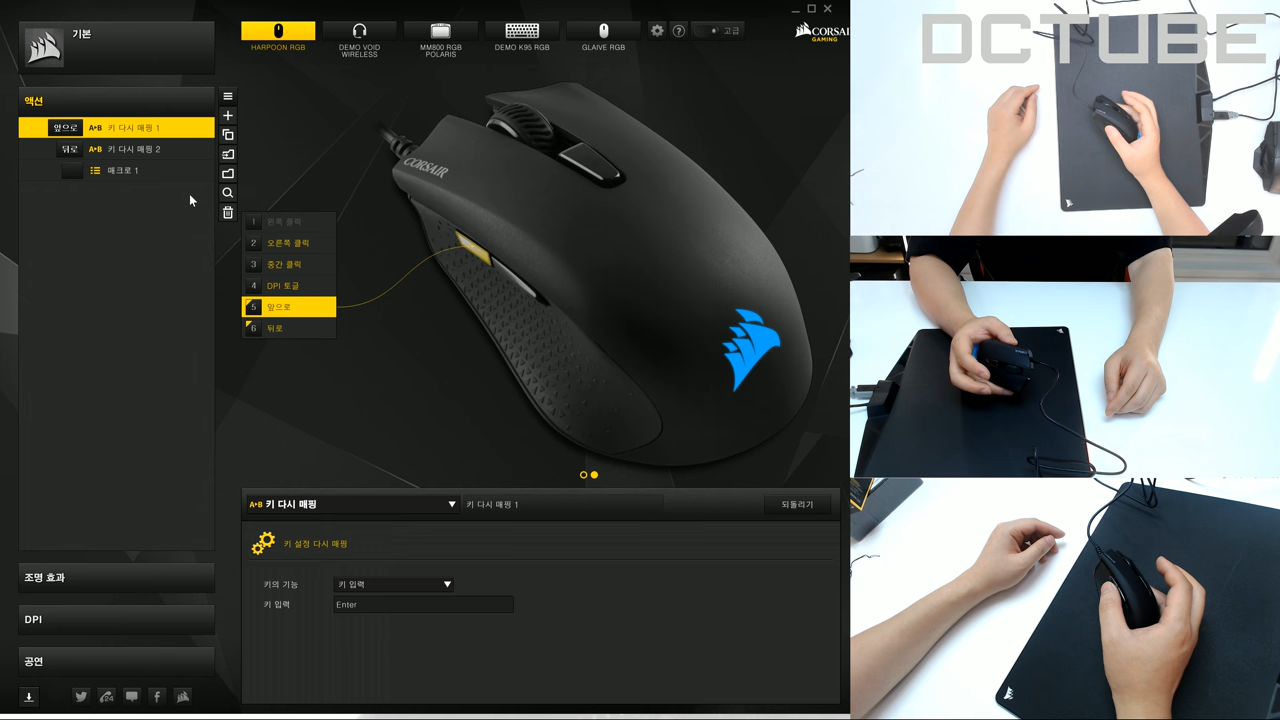 기본
HARPOON RGB
DEMO VOID
WIRELESS
MM800 RGB
POLARIS
DEMO K95 RGB
GLAIVE RGB
고급
CORSAI
GAMING
DCTUBE
액션
앞으로 A▸B 키 다시 매핑 1
뒤로 A▸B 키 다시 매핑 2
매크로 1
CORSAIR
1 왼쪽 클릭
2 오른쪽 클릭
3 중간 클릭
4 DPI 토글
5 앞으로
6 뒤로
A▸B 키 다시 매핑
키 다시 매핑 1
되돌리기
키 설정 다시 매핑
키의 기능
키 입력
키 입력
Enter
조명 효과
DPI
공연
24